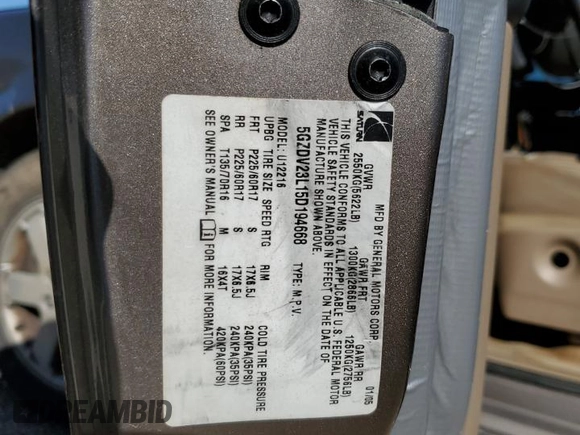 SATURN
MFD BY GENERAL MOTORS CORP. 01/05
GVWR GAWR FRT GAWR RR
2550KG(5622LB) 1300KG(2866LB) 1250KG(2756LB)
THIS VEHICLE CONFORMS TO ALL APPLICABLE U.S. FEDERAL MOTOR
VEHICLE SAFETY STANDARDS IN EFFECT ON THE DATE OF
MANUFACTURE SHOWN ABOVE.
5GZDV23L15D194668 TYPE: M.P.V.
MODEL: U12216
UPBG TIRE SIZE SPEED RTG RIM COLD TIRE PRESSURE
FRT P225/60R17 S 17X6.5J 240KPA(35PSI)
RR P225/60R17 S 17X6.5J 240KPA(35PSI)
SPA T135/70R16 M 16X4T 420KPA(60PSI)
SEE OWNER'S MANUAL FOR MORE INFORMATION.
DREAMBID